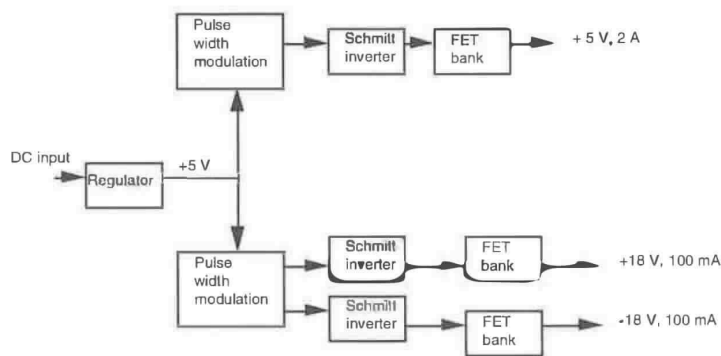 Pulse
width
modulation
Schmitt
inverter
FET
bank
+ 5 V, 2 A
DC input
Regulator
+5 V
Pulse
width
modulation
Schmitt
inverter
FET
bank
+18 V, 100 mA
Schmitt
inverter
FET
bank
-18 V, 100 mA